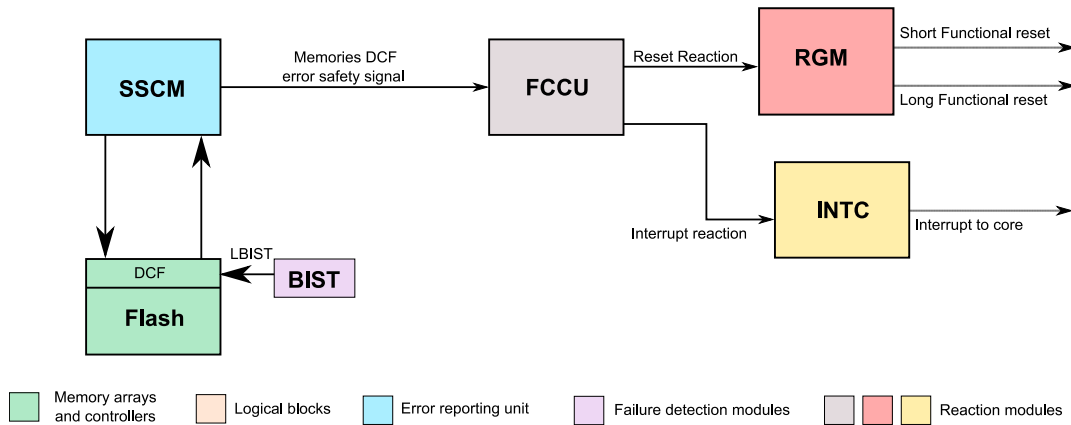 SSCM
Memories DCF
error safety signal
FCCU
Reset Reaction
RGM
Short Functional reset
Long Functional reset
Interrupt reaction
INTC
Interrupt to core
DCF
Flash
LBIST
BIST
Memory arrays
and controllers
Logical blocks
Error reporting unit
Failure detection modules
Reaction modules